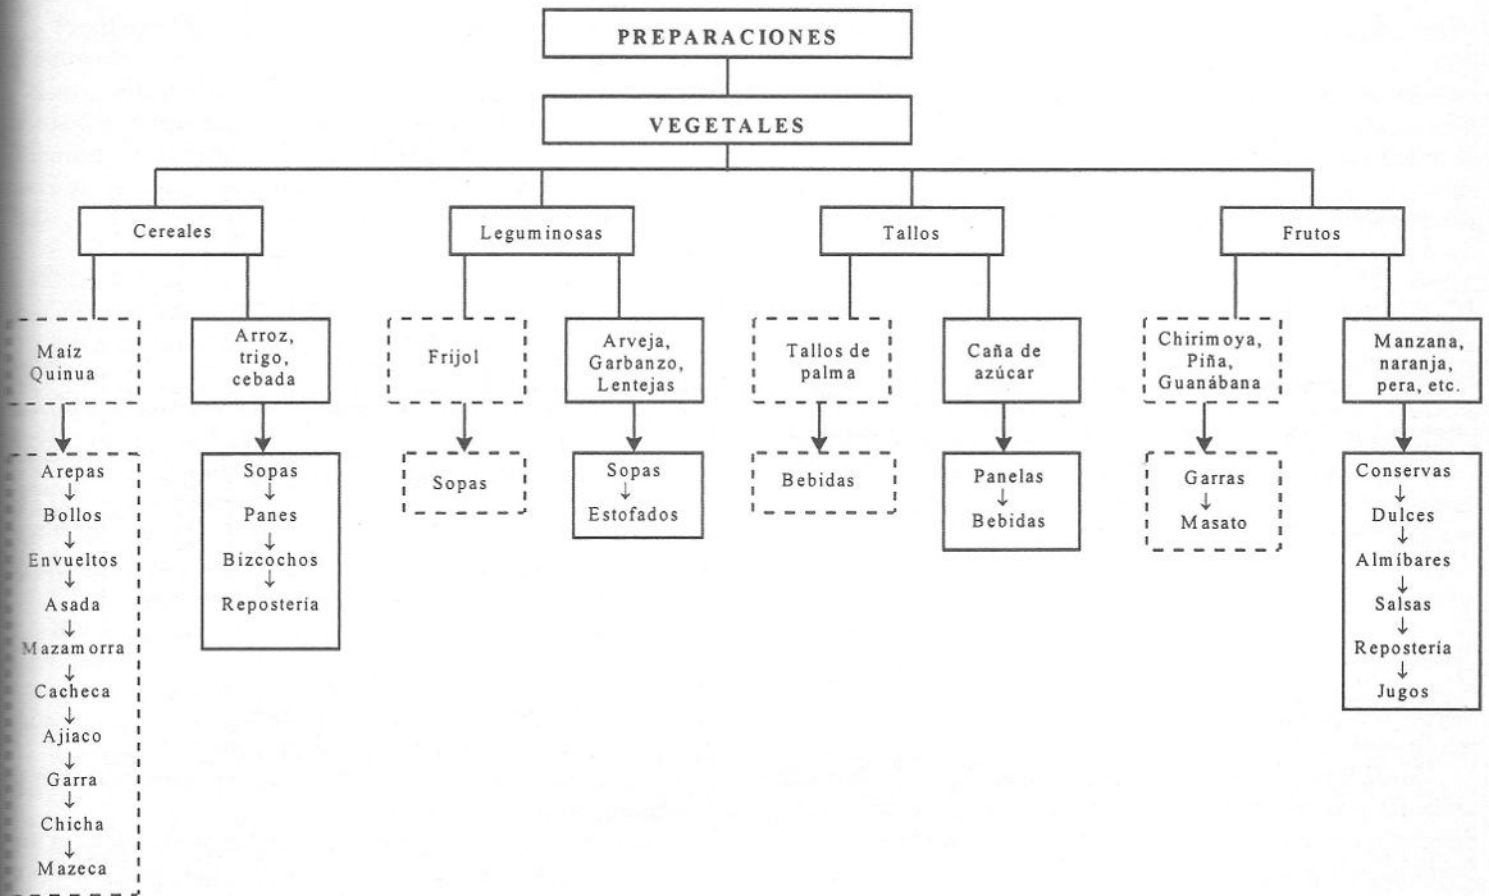 PREPARACIONES
VEGETALES
Cereales
Leguminosas
Tallos
Frutos
Maíz
Quinua
Arroz,
trigo,
cebada
Frijol
Arveja,
Garbanzo,
Lentejas
Tallos de
palma
Caña de
azúcar
Chirimoya,
Piña,
Guanábana
Manzana,
naranja,
pera, etc.
Arepas
↓
Bollos
↓
Envueltos
↓
Asada
↓
Mazamorra
↓
Cacheca
↓
Ajiaco
↓
Garra
↓
Chicha
↓
Mazeca
Sopas
↓
Panes
↓
Bizcochos
↓
Repostería
Sopas
Sopas
↓
Estofados
Bebidas
Panelas
↓
Bebidas
Garras
↓
Masato
Conservas
↓
Dulces
↓
Almíbares
↓
Salsas
↓
Repostería
↓
Jugos